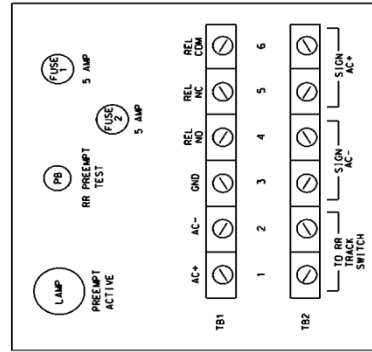 FUSE
1
5 AMP
FUSE
2
5 AMP
PB
RR PREEMPT
TEST
LAMP
PREEMPT
ACTIVE
TB1
AC+
AC-
GND
REL
NO
REL
NC
REL
COM
1
2
3
4
5
6
TB2
TO RR
TRACK
SWITCH
SIGN
AC-
SIGN
AC+